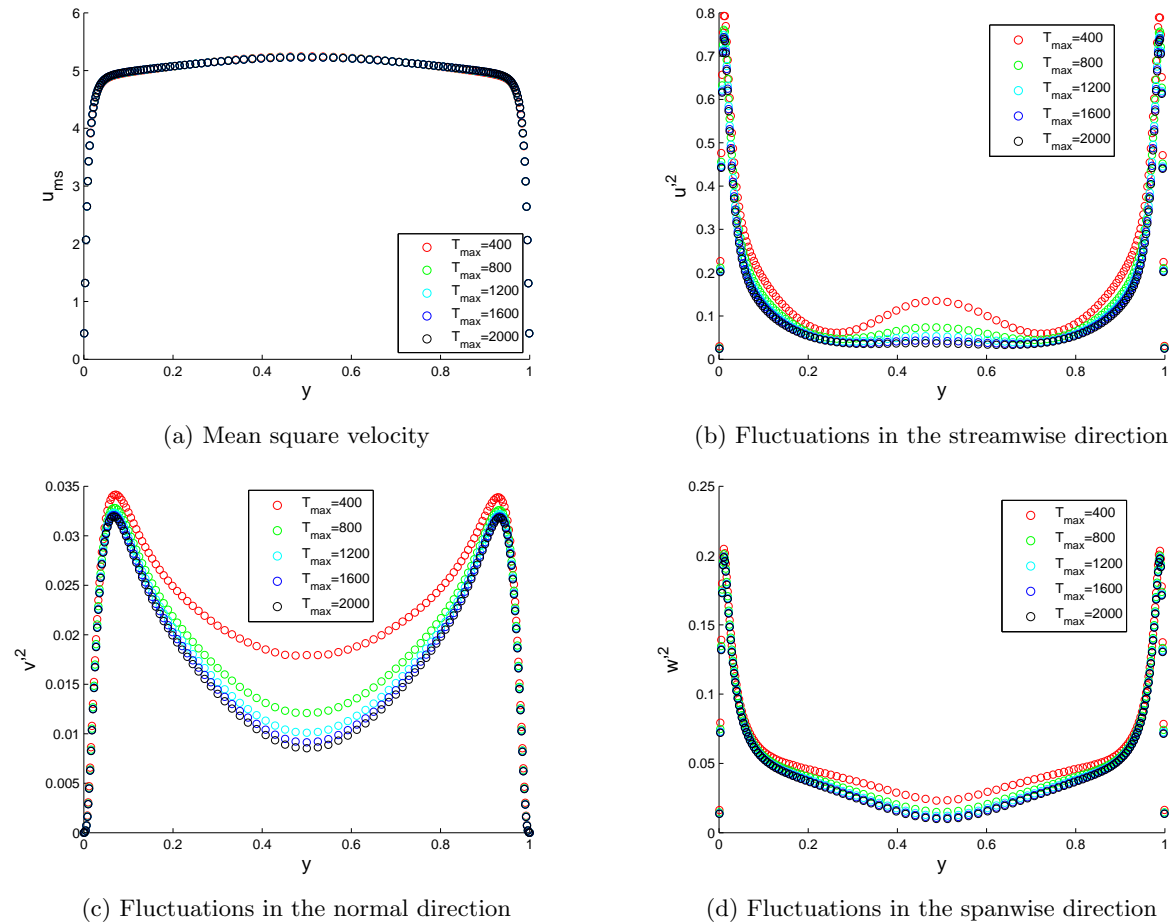 6
5
4
3
2
1
0
0
0.2
0.4
0.6
0.8
1
u_ms
y
T_max=400
T_max=800
T_max=1200
T_max=1600
T_max=2000
(a) Mean square velocity
0.8
0.7
0.6
0.5
0.4
0.3
0.2
0.1
0
0
0.2
0.4
0.6
0.8
1
u'^2
y
T_max=400
T_max=800
T_max=1200
T_max=1600
T_max=2000
(b) Fluctuations in the streamwise direction
0.035
0.03
0.025
0.02
0.015
0.01
0.005
0
0
0.2
0.4
0.6
0.8
1
v'^2
y
T_max=400
T_max=800
T_max=1200
T_max=1600
T_max=2000
(c) Fluctuations in the normal direction
0.25
0.2
0.15
0.1
0.05
0
0
0.2
0.4
0.6
0.8
1
w'^2
y
T_max=400
T_max=800
T_max=1200
T_max=1600
T_max=2000
(d) Fluctuations in the spanwise direction